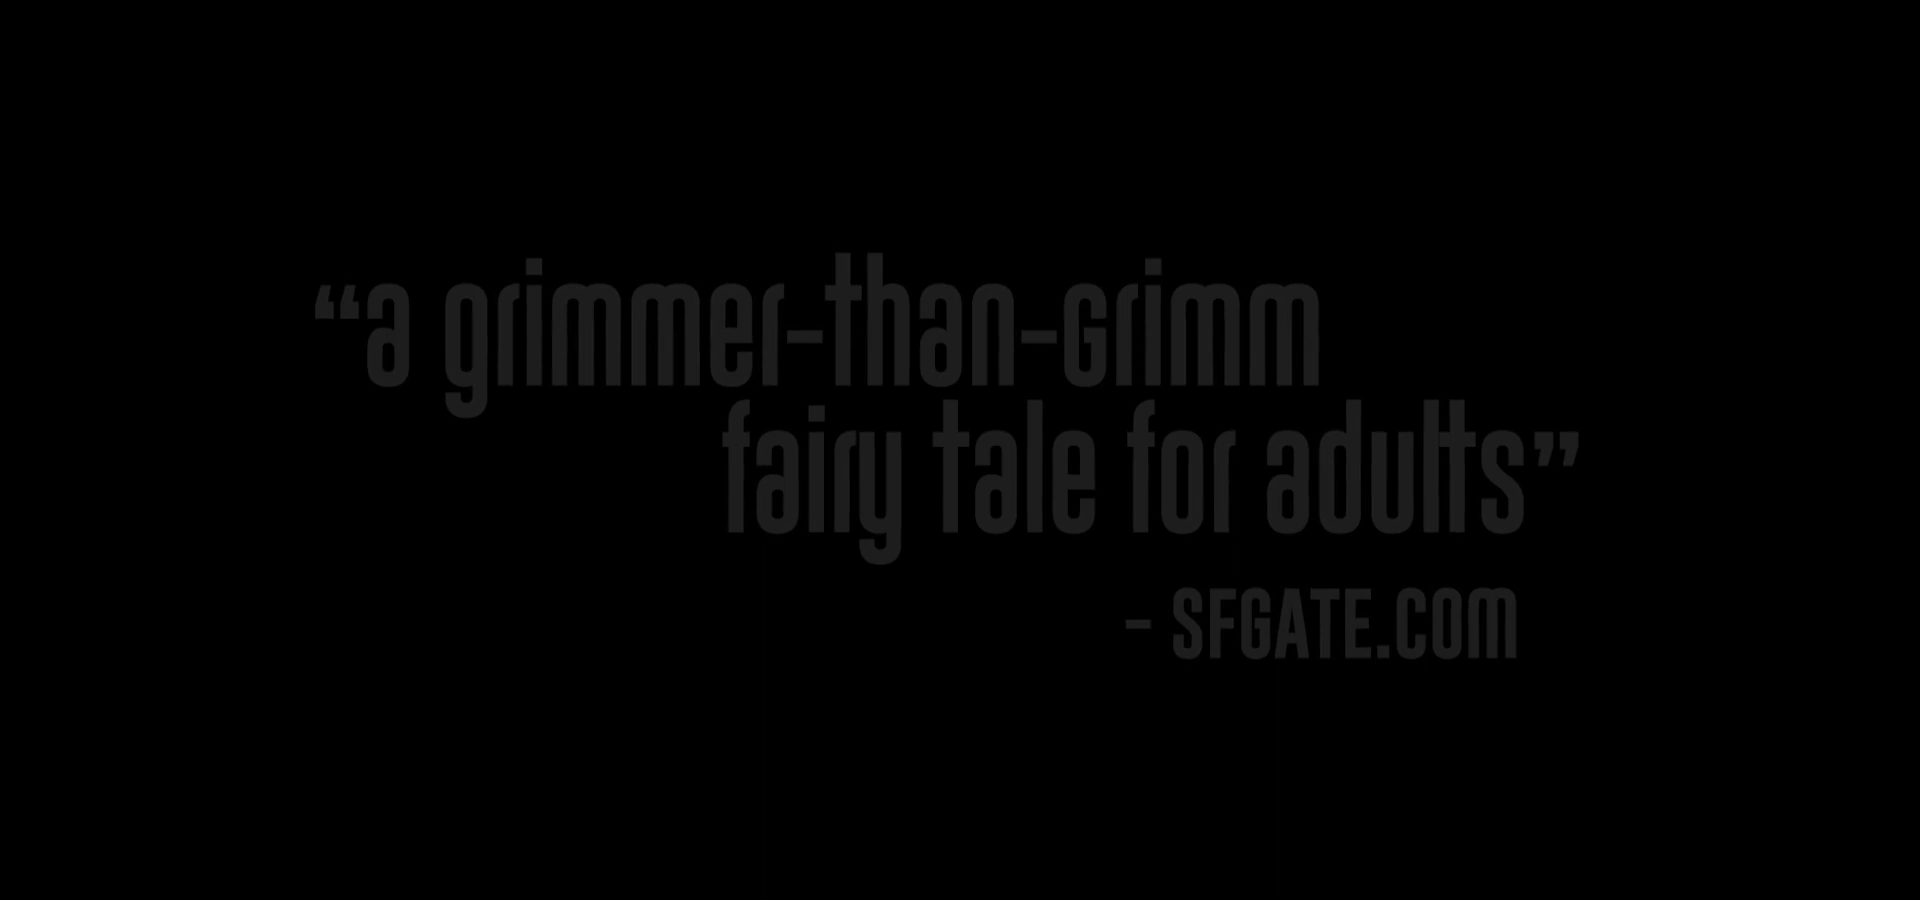 “a grimmer-than-Grimm
fairy tale for adults”
- SFGATE.COM